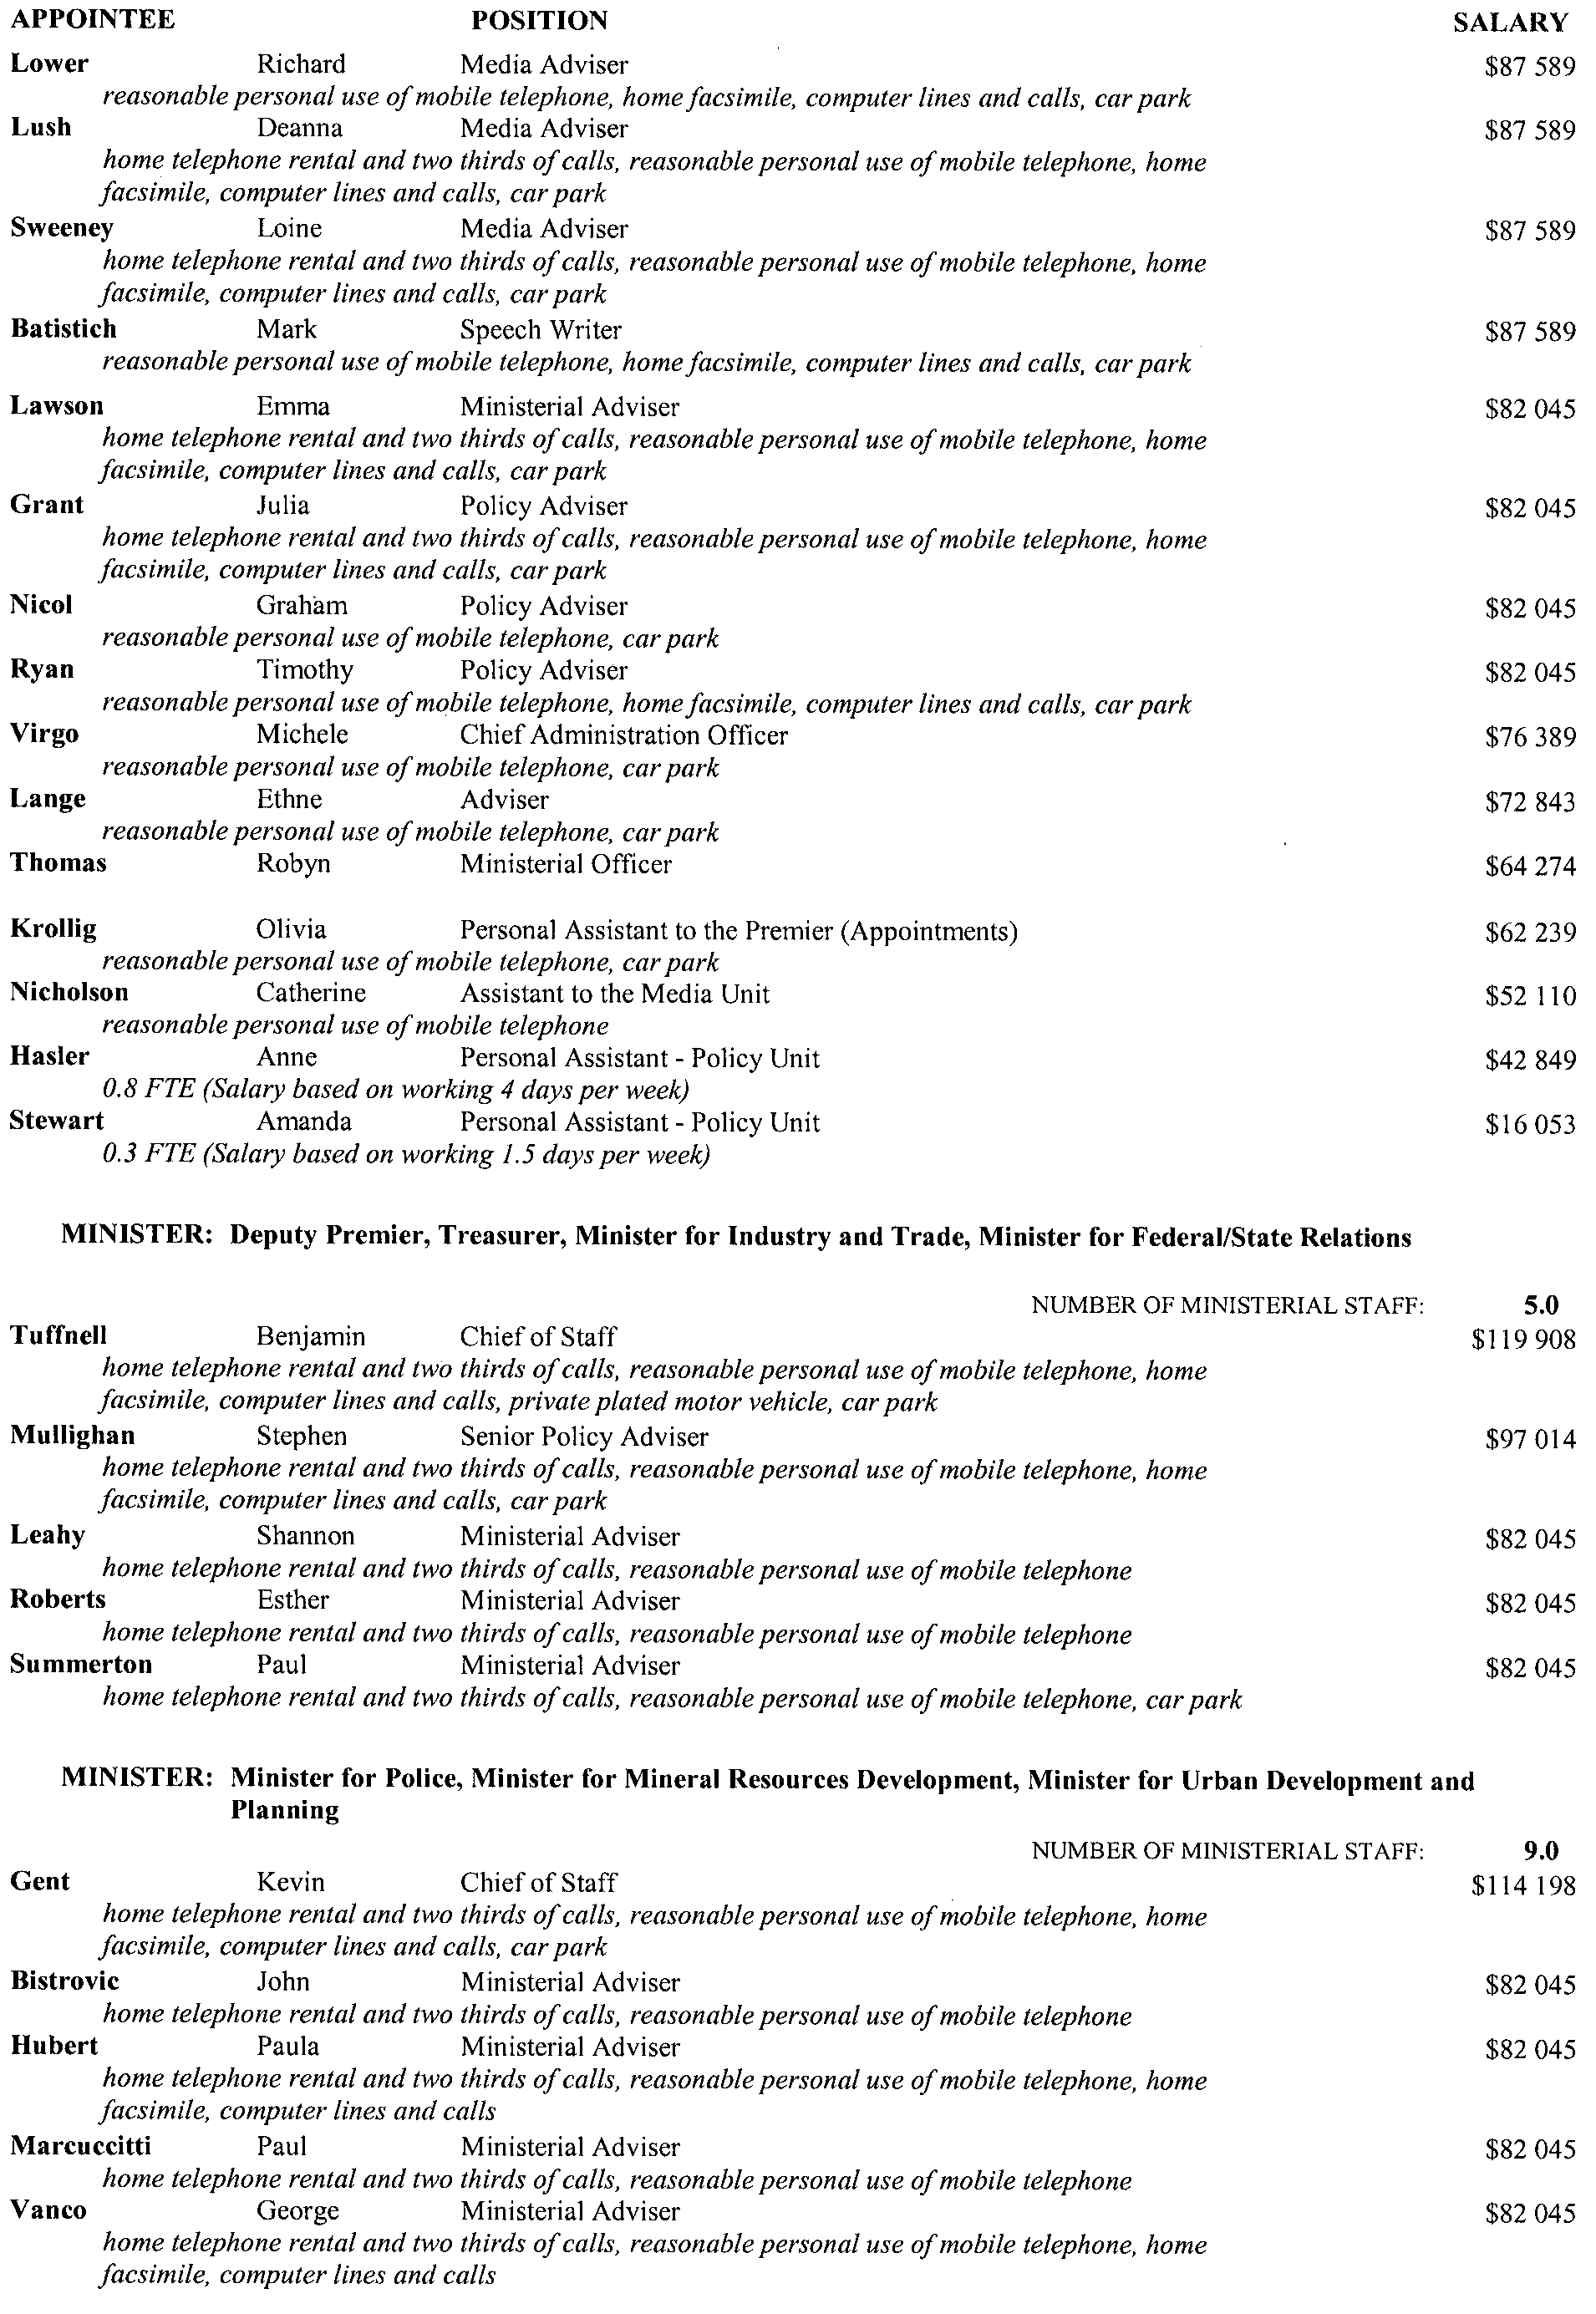 APPOINTEE POSITION SALARY
Lower Richard Media Adviser $87 589
reasonable personal use of mobile telephone, home facsimile, computer lines and calls, car park
Lush Deanna Media Adviser $87 589
home telephone rental and two thirds of calls, reasonable personal use of mobile telephone, home
facsimile, computer lines and calls, car park
Sweeney Loine Media Adviser $87 589
home telephone rental and two thirds of calls, reasonable personal use of mobile telephone, home
facsimile, computer lines and calls, car park
Batistich Mark Speech Writer $87 589
reasonable personal use of mobile telephone, home facsimile, computer lines and calls, car park
Lawson Emma Ministerial Adviser $82 045
home telephone rental and two thirds of calls, reasonable personal use of mobile telephone, home
facsimile, computer lines and calls, car park
Grant Julia Policy Adviser $82 045
home telephone rental and two thirds of calls, reasonable personal use of mobile telephone, home
facsimile, computer lines and calls, car park
Nicol Graham Policy Adviser $82 045
reasonable personal use of mobile telephone, car park
Ryan Timothy Policy Adviser $82 045
reasonable personal use of mobile telephone, home facsimile, computer lines and calls, car park
Virgo Michele Chief Administration Officer $76 389
reasonable personal use of mobile telephone, car park
Lange Ethne Adviser $72 843
reasonable personal use of mobile telephone, car park
Thomas Robyn Ministerial Officer $64 274
Krollig Olivia Personal Assistant to the Premier (Appointments) $62 239
reasonable personal use of mobile telephone, car park
Nicholson Catherine Assistant to the Media Unit $52 110
reasonable personal use of mobile telephone
Hasler Anne Personal Assistant - Policy Unit $42 849
0.8 FTE (Salary based on working 4 days per week)
Stewart Amanda Personal Assistant - Policy Unit $16 053
0.3 FTE (Salary based on working 1.5 days per week)
MINISTER: Deputy Premier, Treasurer, Minister for Industry and Trade, Minister for Federal/State Relations
NUMBER OF MINISTERIAL STAFF: 5.0
Tuffnell Benjamin Chief of Staff $119 908
home telephone rental and two thirds of calls, reasonable personal use of mobile telephone, home
facsimile, computer lines and calls, private plated motor vehicle, car park
Mullighan Stephen Senior Policy Adviser $97 014
home telephone rental and two thirds of calls, reasonable personal use of mobile telephone, home
facsimile, computer lines and calls, car park
Leahy Shannon Ministerial Adviser $82 045
home telephone rental and two thirds of calls, reasonable personal use of mobile telephone
Roberts Esther Ministerial Adviser $82 045
home telephone rental and two thirds of calls, reasonable personal use of mobile telephone
Summerton Paul Ministerial Adviser $82 045
home telephone rental and two thirds of calls, reasonable personal use of mobile telephone, car park
MINISTER: Minister for Police, Minister for Mineral Resources Development, Minister for Urban Development and
Planning
NUMBER OF MINISTERIAL STAFF: 9.0
Gent Kevin Chief of Staff $114 198
home telephone rental and two thirds of calls, reasonable personal use of mobile telephone, home
facsimile, computer lines and calls, car park
Bistrovic John Ministerial Adviser $82 045
home telephone rental and two thirds of calls, reasonable personal use of mobile telephone
Hubert Paula Ministerial Adviser $82 045
home telephone rental and two thirds of calls, reasonable personal use of mobile telephone, home
facsimile, computer lines and calls
Marcuccitti Paul Ministerial Adviser $82 045
home telephone rental and two thirds of calls, reasonable personal use of mobile telephone
Vanco George Ministerial Adviser $82 045
home telephone rental and two thirds of calls, reasonable personal use of mobile telephone, home
facsimile, computer lines and calls